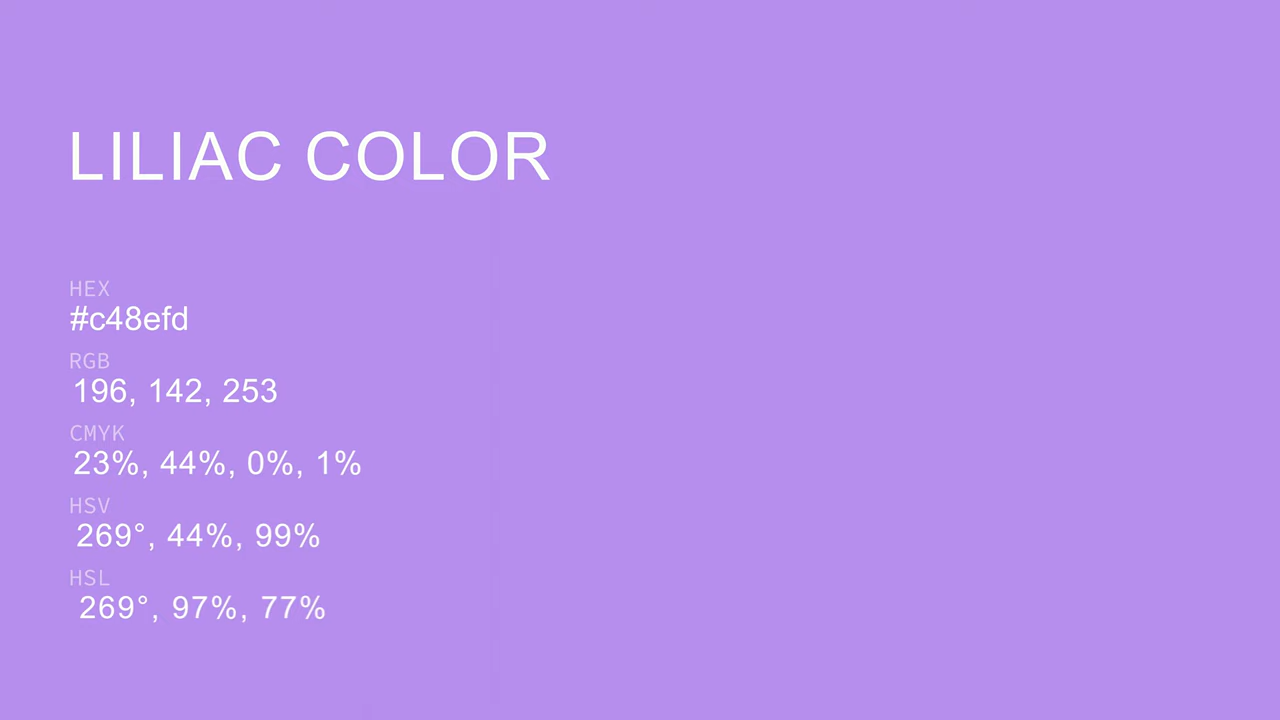 LILIAC COLOR
HEX
#c48efd
RGB
196, 142, 253
CMYK
23%, 44%, 0%, 1%
HSV
269°, 44%, 99%
HSL
269°, 97%, 77%